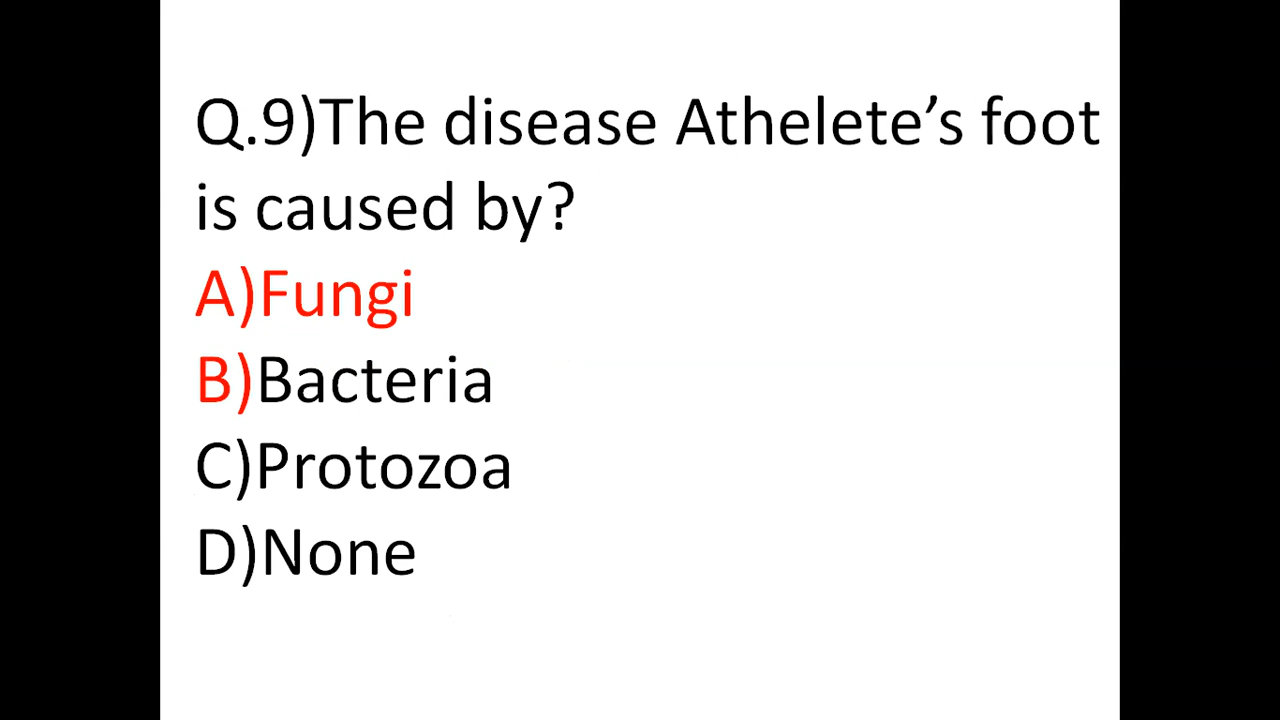 Q.9)The disease Athelete’s foot
is caused by?
A)Fungi
B)Bacteria
C)Protozoa
D)None